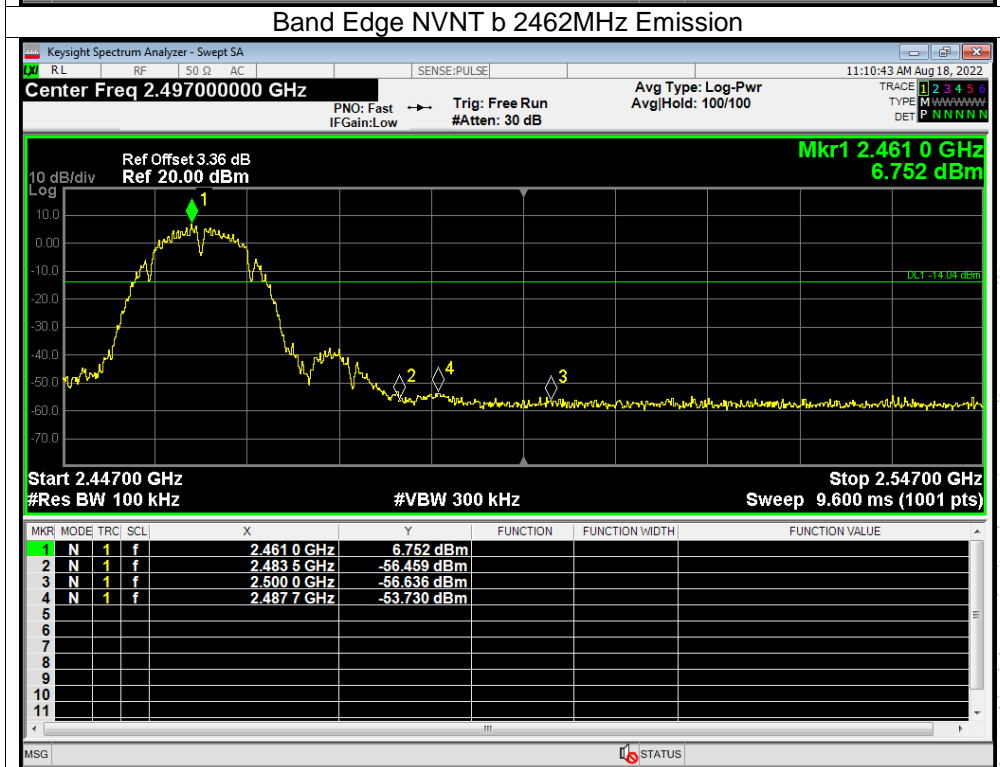 Band Edge NVNT b 2462MHz Emission
Keysight Spectrum Analyzer - Swept SA
LXI RL RF 50 Ω AC SENSE:PULSE 11:10:43 AM Aug 18, 2022
Center Freq 2.497000000 GHz Avg Type: Log-Pwr TRACE 1 2 3 4 5 6
PNO: Fast Trig: Free Run Avg|Hold: 100/100 TYPE M WWWWW
IFGain:Low #Atten: 30 dB DET P N N N N N
Mkr1 2.461 0 GHz
6.752 dBm
Ref Offset 3.36 dB
10 dB/div Ref 20.00 dBm
Log
1
10.0
0.00
-10.0
DL1 -14.04 dBm
-20.0
-30.0
-40.0
2 4 3
-50.0
-60.0
-70.0
Start 2.44700 GHz Stop 2.54700 GHz
#Res BW 100 kHz #VBW 300 kHz Sweep 9.600 ms (1001 pts)
MKR MODE TRC SCL X Y FUNCTION FUNCTION WIDTH FUNCTION VALUE
1 N 1 f 2.461 0 GHz 6.752 dBm
2 N 1 f 2.483 5 GHz -56.459 dBm
3 N 1 f 2.500 0 GHz -56.636 dBm
4 N 1 f 2.487 7 GHz -53.730 dBm
5
6
7
8
9
10
11
MSG STATUS